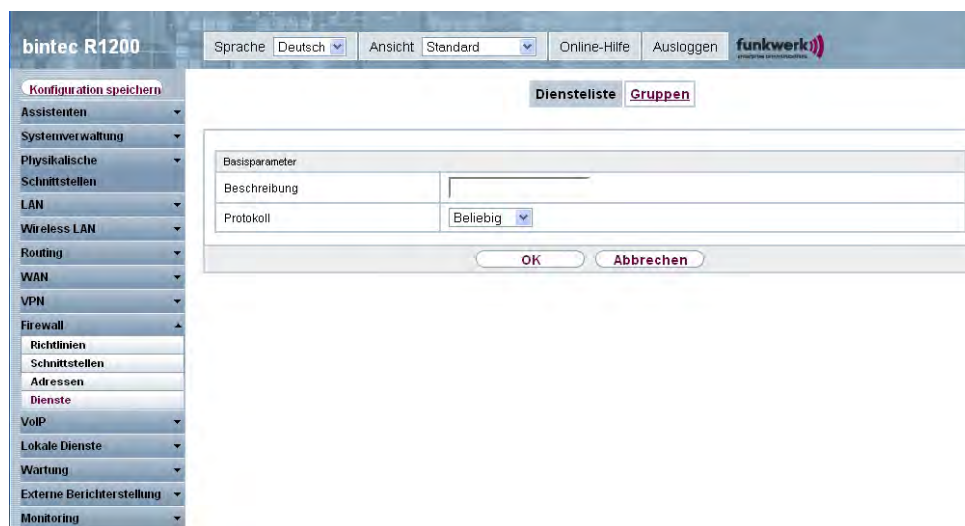 bintec R1200
Sprache Deutsch Ansicht Standard Online-Hilfe Ausloggen funkwerk
Konfiguration speichern
Assistenten
Systemverwaltung
Physikalische
Schnittstellen
LAN
Wireless LAN
Routing
WAN
VPN
Firewall
Richtlinien
Schnittstellen
Adressen
Dienste
VoIP
Lokale Dienste
Wartung
Externe Berichterstellung
Monitoring
Diensteliste Gruppen
Basisparameter
Beschreibung
Protokoll Beliebig
OK Abbrechen